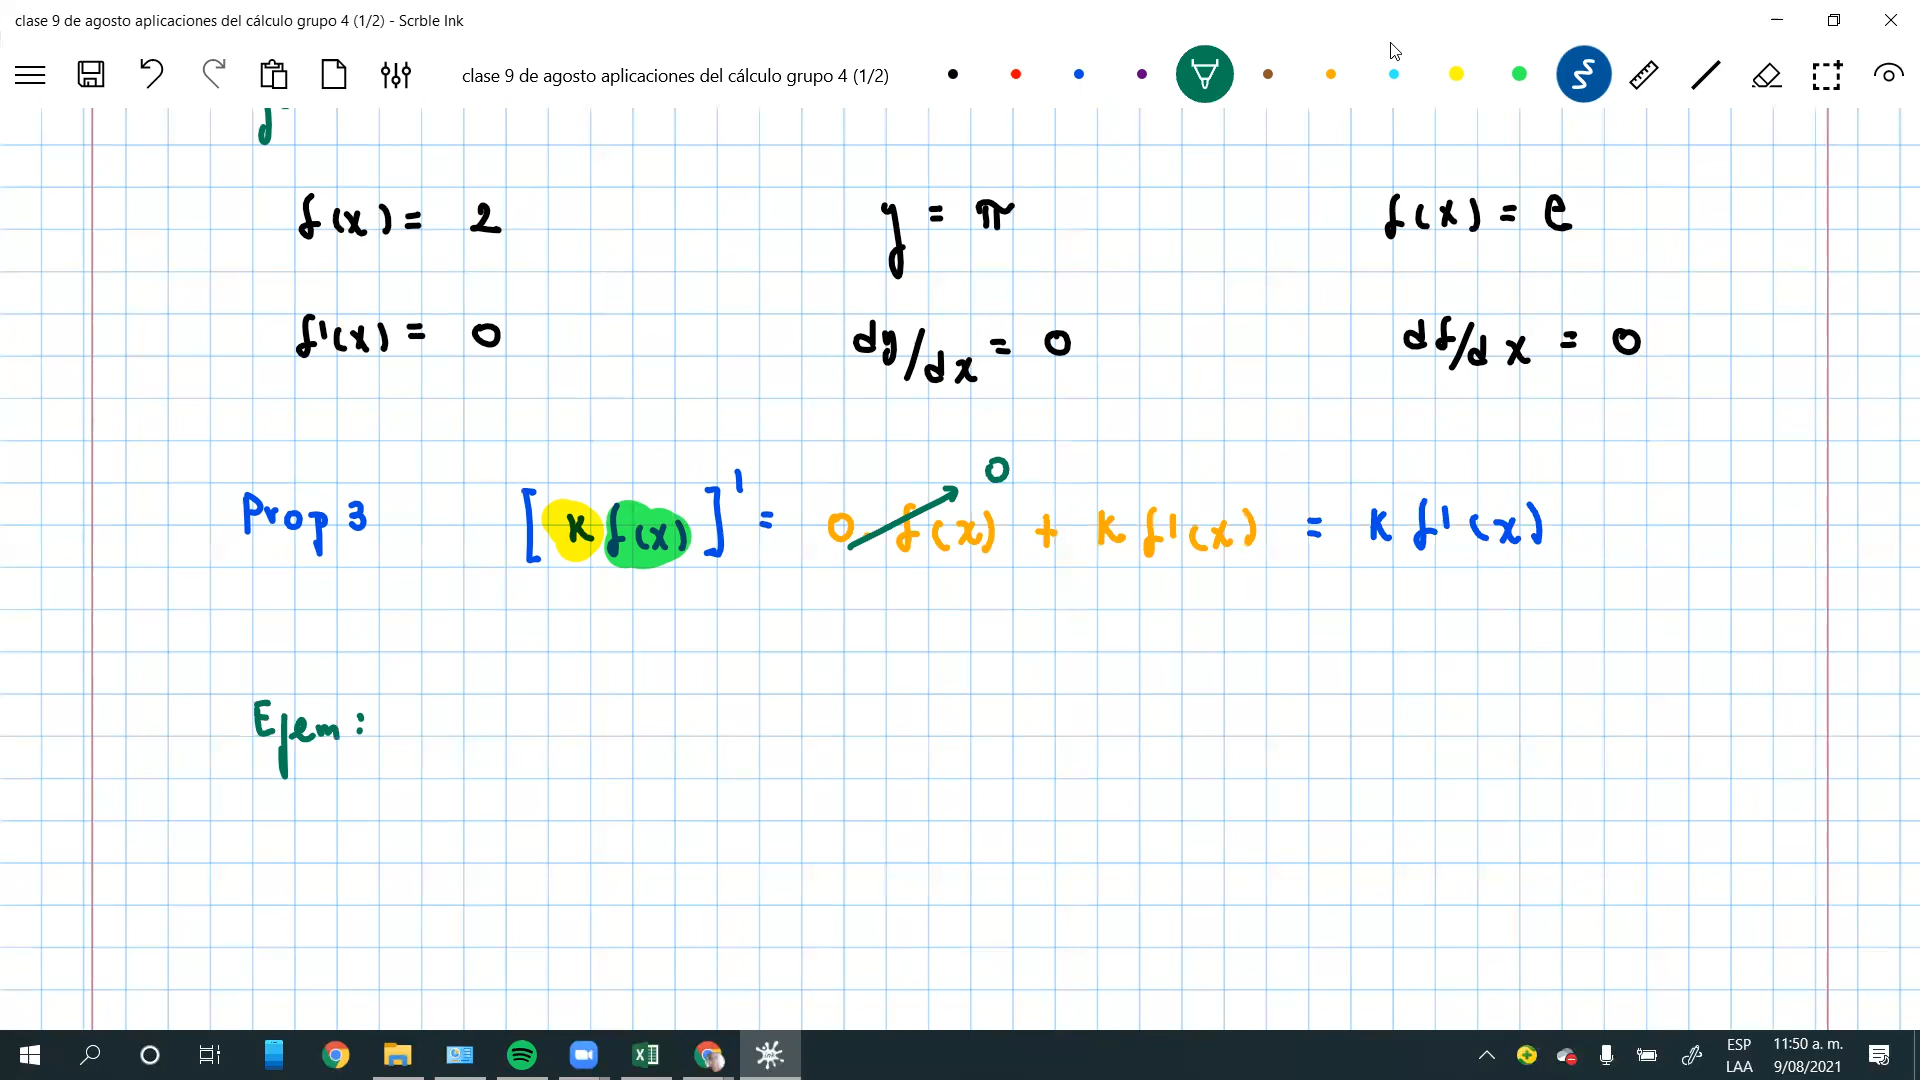 clase 9 de agosto aplicaciones del cálculo grupo 4 (1/2) - Scrble Ink
clase 9 de agosto aplicaciones del cálculo grupo 4 (1/2)
f(x) = 2 y = π f(x) = e
f'(x) = 0 dy/dx = 0 df/dx = 0
0
Prop 3 [K f(x)]' = 0 f(x) + K f'(x) = K f'(x)
Ejem:
ESP 11:50 a. m.
LAA 9/08/2021